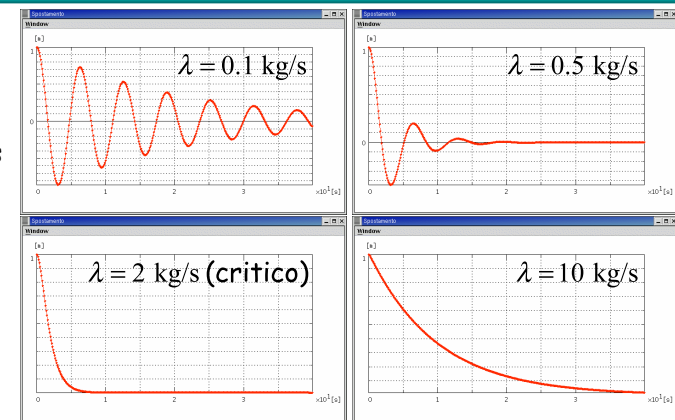 Spostamento
Window
[m]
λ = 0.1 kg/s
1
0
0 1 2 3 ×10¹[s]
Spostamento
Window
[m]
λ = 0.5 kg/s
1
0
0 1 2 3 ×10¹[s]
Spostamento
Window
[m]
λ = 2 kg/s (critico)
1
0 1 2 3 ×10¹[s]
Spostamento
Window
[m]
λ = 10 kg/s
1
0 1 2 3 ×10¹[s]